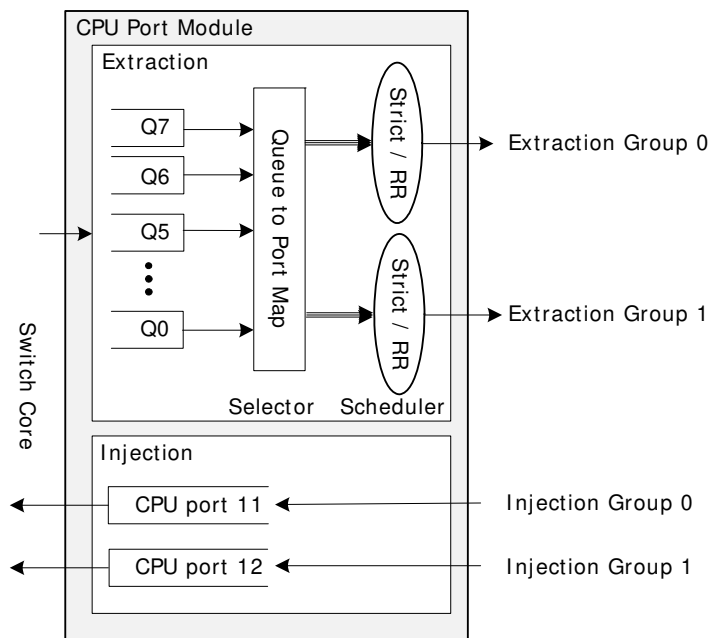 CPU Port Module
Extraction
Q7
Q6
Q5
Q0
Queue to Port Map
Strict / RR
Strict / RR
Extraction Group 0
Extraction Group 1
Selector
Scheduler
Switch Core
Injection
CPU port 11
Injection Group 0
CPU port 12
Injection Group 1